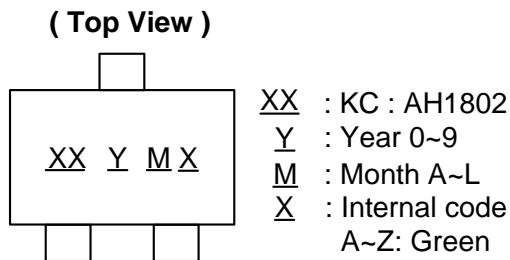 ( Top View )
XX Y M X
XX : KC : AH1802
Y : Year 0~9
M : Month A~L
X : Internal code
A~Z: Green